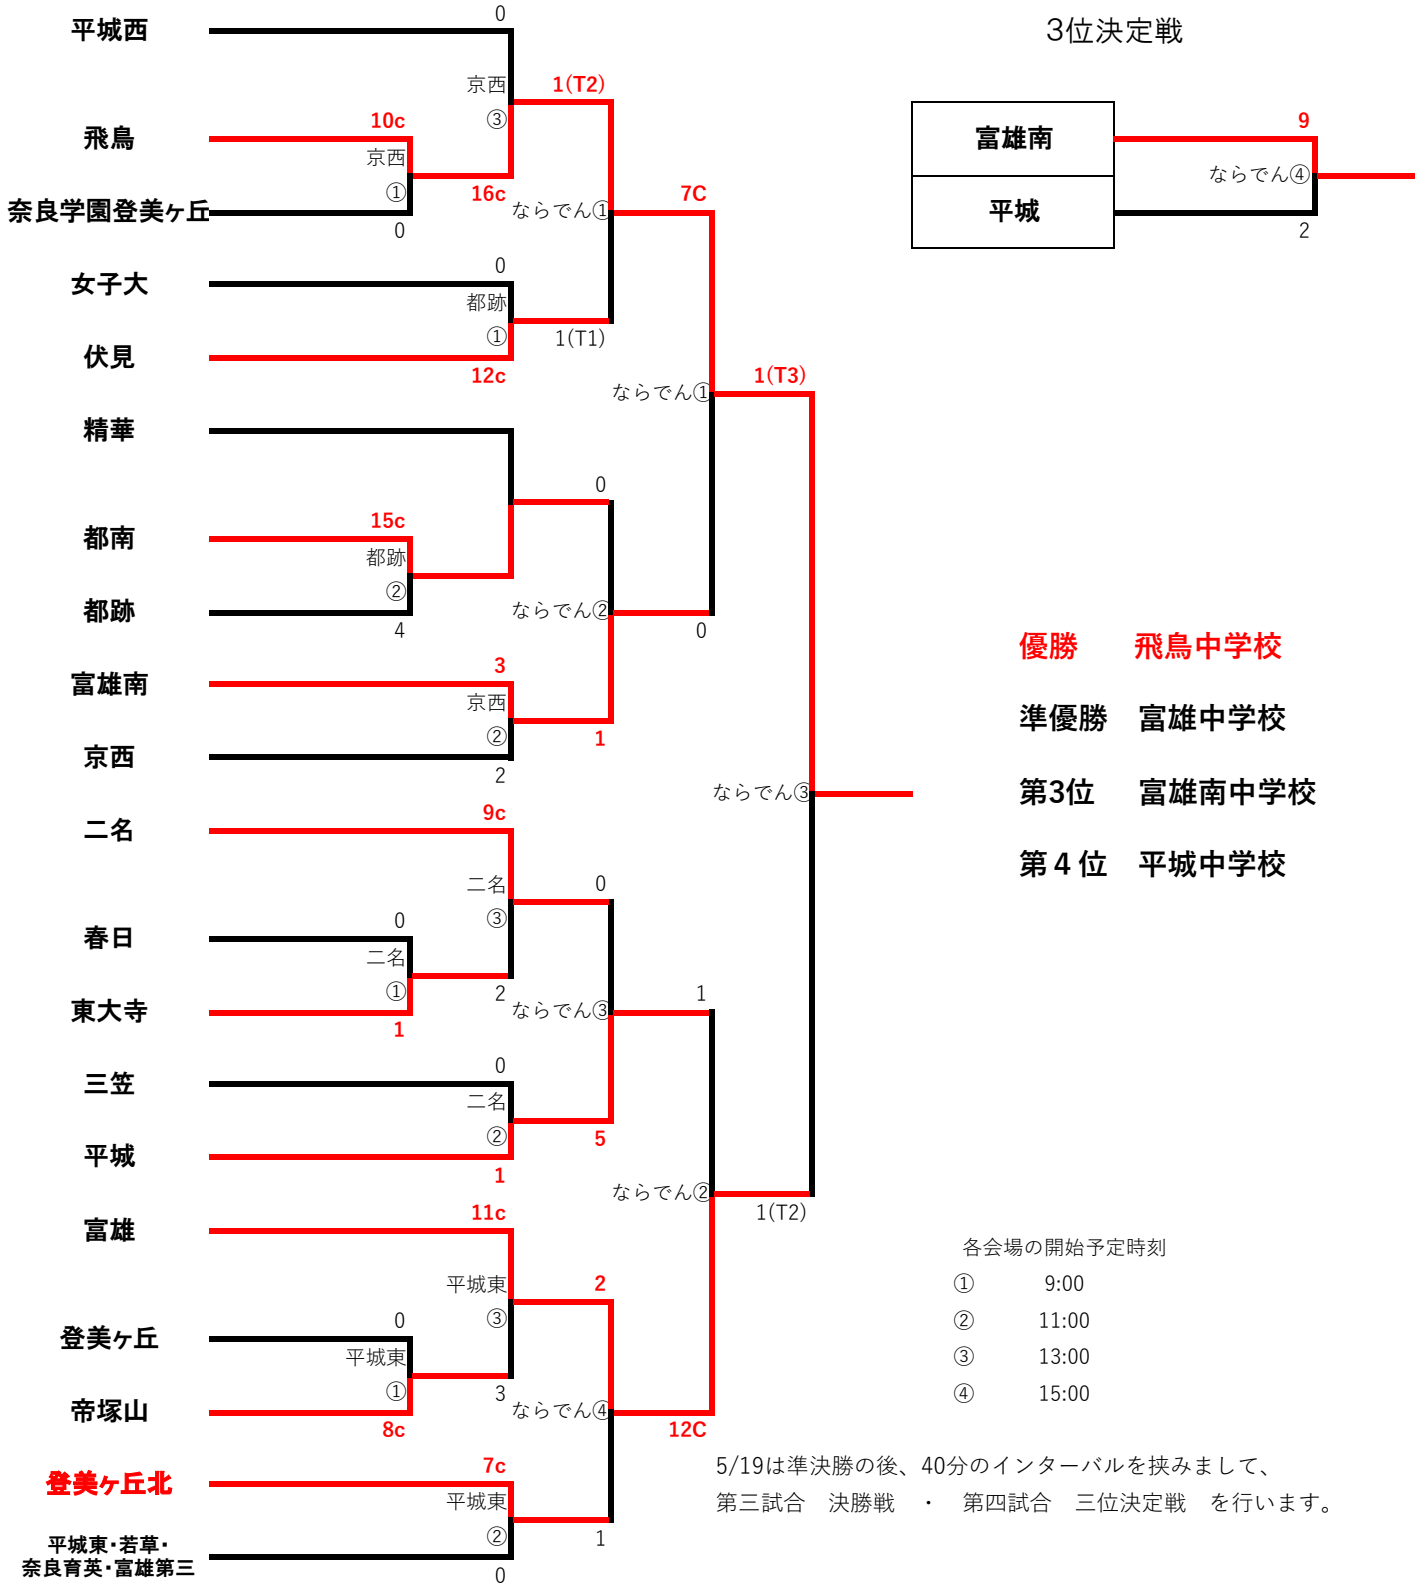 平城西
0
京西
③
1(T2)
飛鳥
10c
京西
①
16c
奈良学園登美ヶ丘
0
ならでん①
7C
女子大
0
都跡
①
1(T1)
伏見
12c
ならでん①
1(T3)
精華
0
都南
15c
都跡
②
都跡
4
ならでん②
0
富雄南
3
京西
②
1
京西
2
ならでん③
二名
9c
二名
③
0
春日
0
二名
①
2
東大寺
1
ならでん③
1
三笠
0
二名
②
5
平城
1
ならでん②
1(T2)
富雄
11c
平城東
③
2
登美ヶ丘
0
平城東
①
3
帝塚山
8c
ならでん④
12C
登美ヶ丘北
7c
平城東
②
1
平城東・若草・
奈良育英・富雄第三
0
3位決定戦
富雄南
9
ならでん④
平城
2
優勝 飛鳥中学校
準優勝 富雄中学校
第3位 富雄南中学校
第４位 平城中学校
各会場の開始予定時刻
① 9:00
② 11:00
③ 13:00
④ 15:00
5/19は準決勝の後、40分のインターバルを挟みまして、
第三試合　決勝戦　・　第四試合　三位決定戦　を行います。